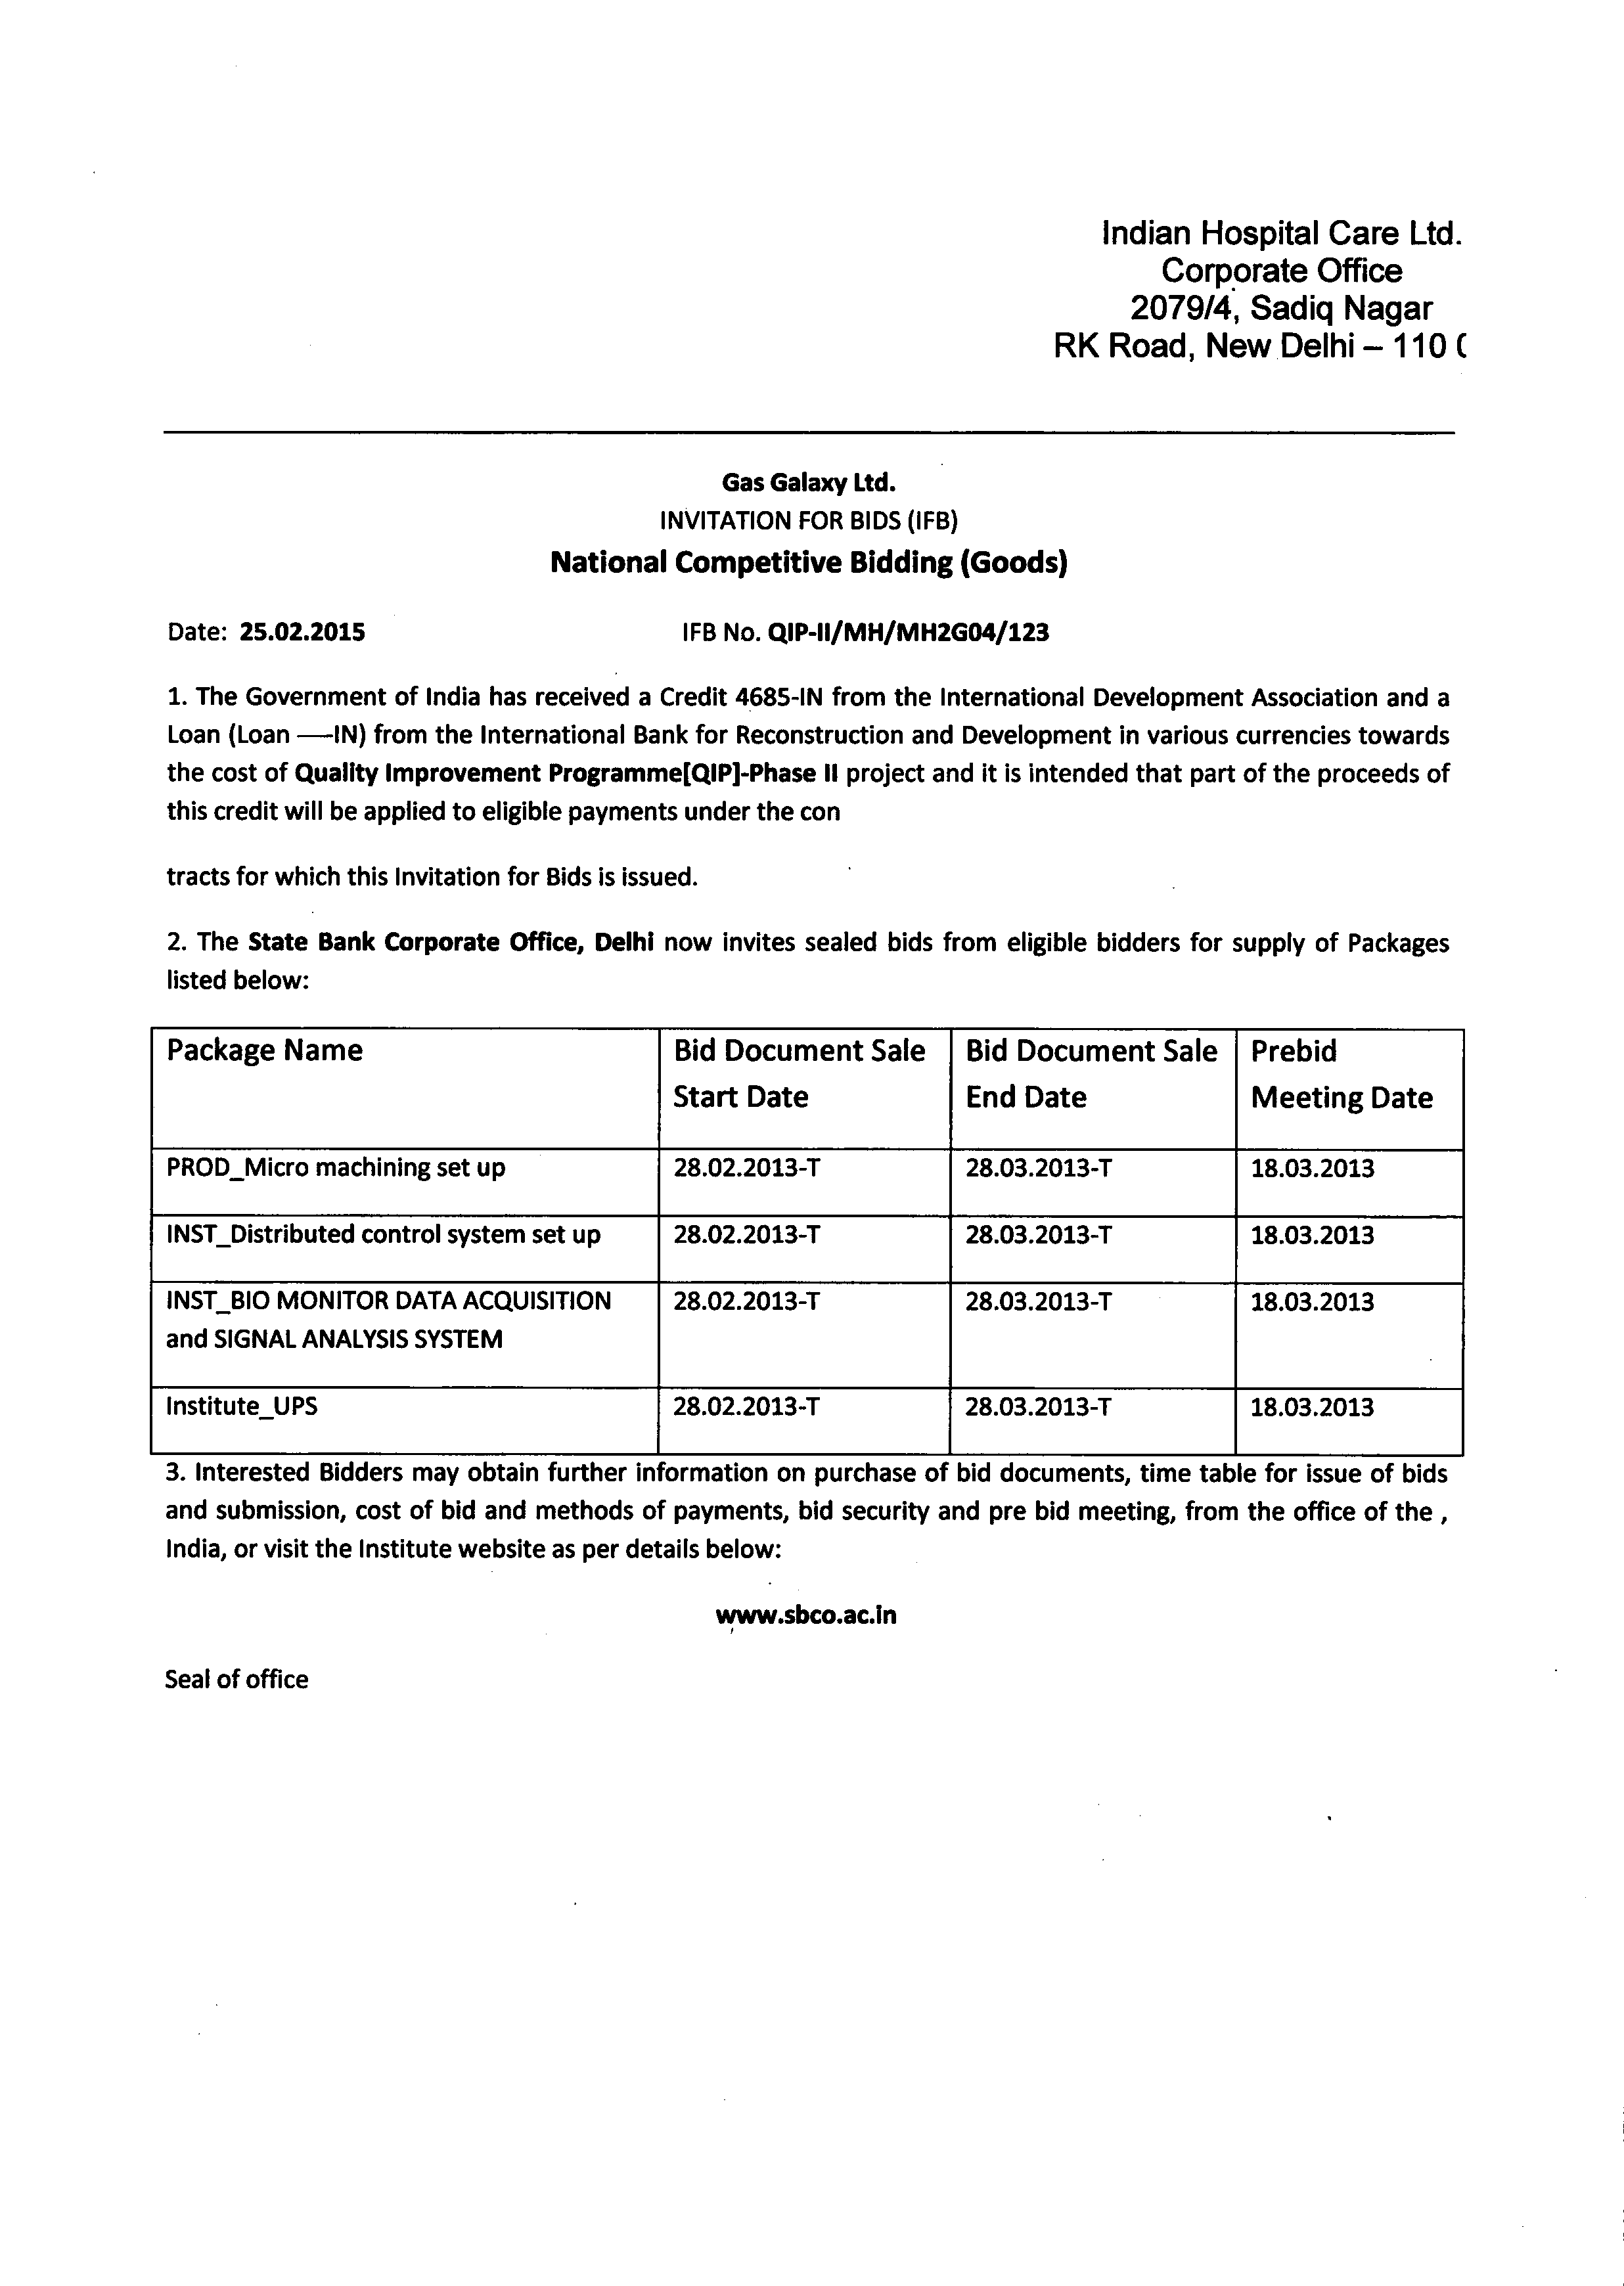 Indian Hospital Care Ltd.
Corporate Office
2079/4, Sadiq Nagar
RK Road, New Delhi – 110
Gas Galaxy Ltd.
INVITATION FOR BIDS (IFB)
National Competitive Bidding (Goods)
Date: 25.02.2015 IFB No. QIP-II/MH/MH2G04/123
1. The Government of India has received a Credit 4685-IN from the International Development Association and a
Loan (Loan —–IN) from the International Bank for Reconstruction and Development in various currencies towards
the cost of Quality Improvement Programme[QIP]-Phase II project and it is intended that part of the proceeds of
this credit will be applied to eligible payments under the con
tracts for which this Invitation for Bids is issued.
2. The State Bank Corporate Office, Delhi now invites sealed bids from eligible bidders for supply of Packages
listed below:
Package Name Bid Document Sale Bid Document Sale Prebid
Start Date End Date Meeting Date
PROD_Micro machining set up 28.02.2013-T 28.03.2013-T 18.03.2013
INST_Distributed control system set up 28.02.2013-T 28.03.2013-T 18.03.2013
INST_BIO MONITOR DATA ACQUISITION 28.02.2013-T 28.03.2013-T 18.03.2013
and SIGNAL ANALYSIS SYSTEM
Institute_UPS 28.02.2013-T 28.03.2013-T 18.03.2013
3. Interested Bidders may obtain further information on purchase of bid documents, time table for issue of bids
and submission, cost of bid and methods of payments, bid security and pre bid meeting, from the office of the ,
India, or visit the Institute website as per details below:
www.sbco.ac.in
Seal of office